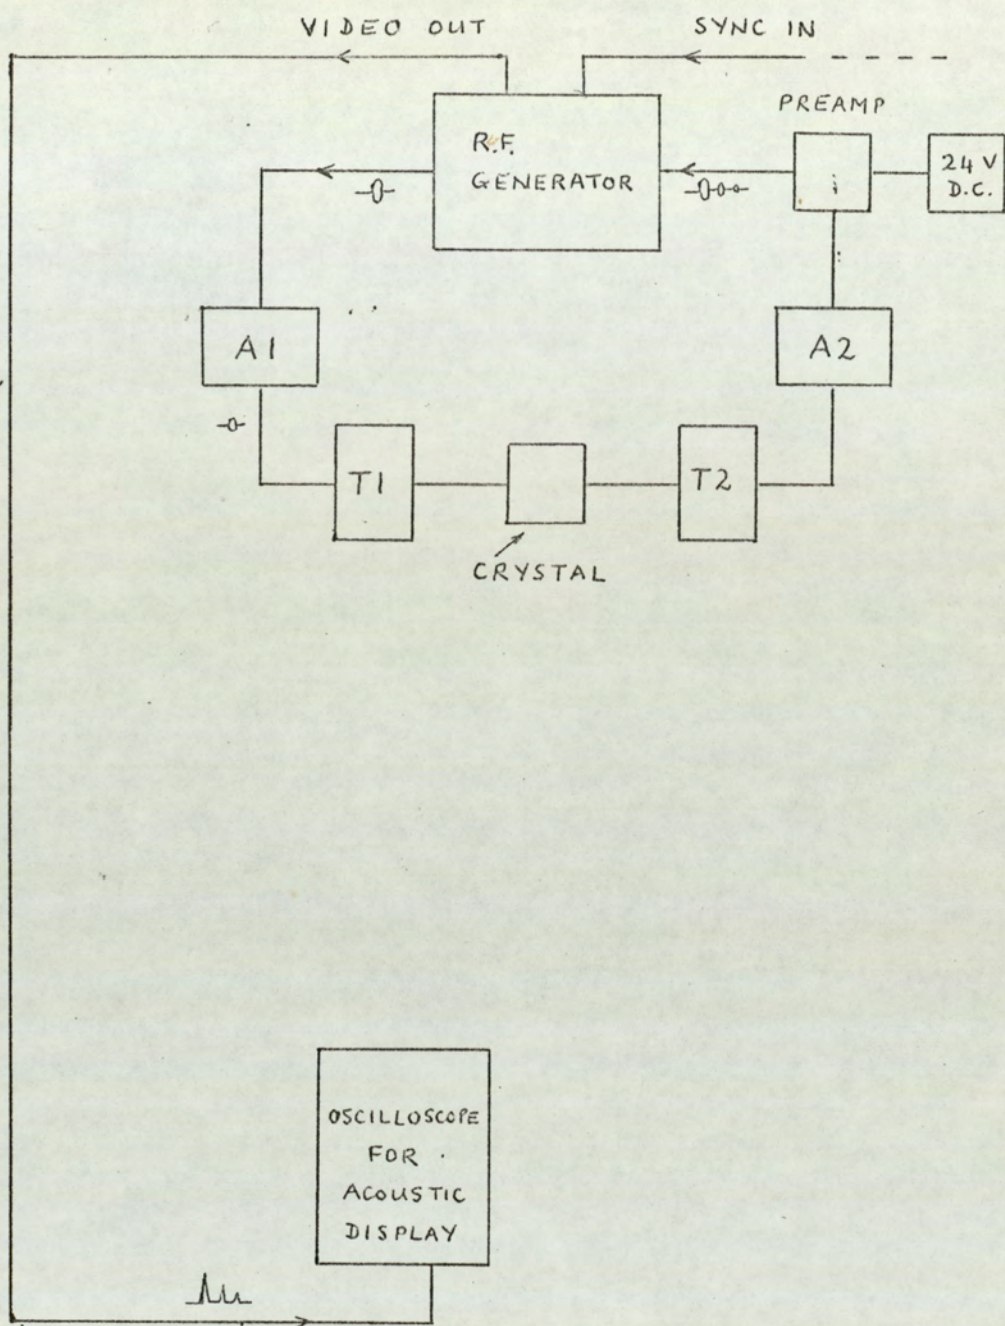 VIDEO OUT
SYNC IN
PREAMP
R.F.
GENERATOR
24 V
D.C.
A1
A2
T1
T2
CRYSTAL
OSCILLOSCOPE
FOR
ACOUSTIC
DISPLAY